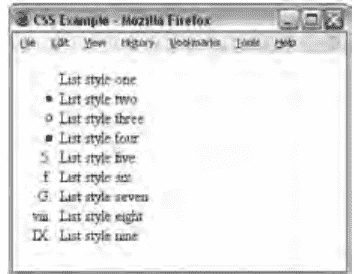 CSS Example - Mozilla Firefox
File Edit View History Bookmarks Tools Help
List style one
• List style two
○ List style three
▪ List style four
5. List style five
f. List style six
G. List style seven
viii. List style eight
IX. List style nine